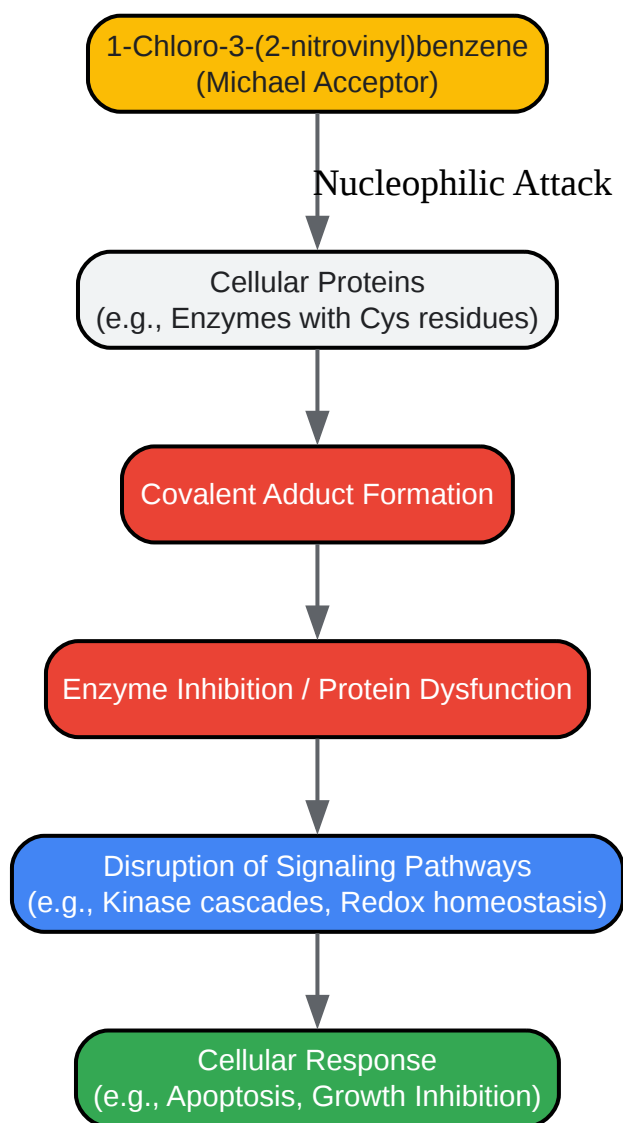 1-Chloro-3-(2-nitrovinyl)benzene
(Michael Acceptor)
Nucleophilic Attack
Cellular Proteins
(e.g., Enzymes with Cys residues)
Covalent Adduct Formation
Enzyme Inhibition / Protein Dysfunction
Disruption of Signaling Pathways
(e.g., Kinase cascades, Redox homeostasis)
Cellular Response
(e.g., Apoptosis, Growth Inhibition)